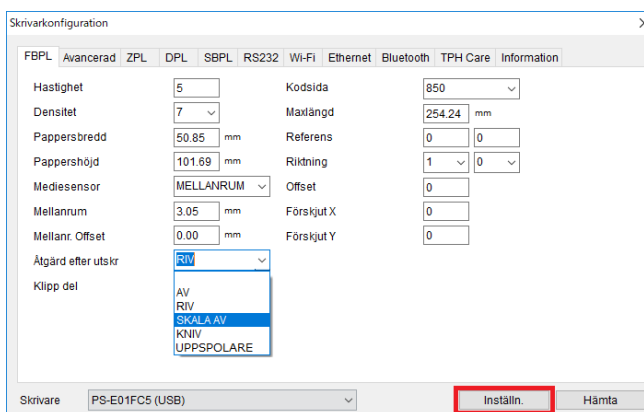 Skrivarkonfiguration
FBPL Avancerad ZPL DPL SBPL RS232 Wi-Fi Ethernet Bluetooth TPH Care Information
Hastighet 5 Kodsida 850
Densitet 7 Maxlängd 254.24 mm
Pappersbredd 50.85 mm Referens 0 0
Pappershöjd 101.69 mm Riktning 1 0
Mediesensor MELLANRUM Offset 0
Mellanrum 3.05 mm Förskjut X 0
Mellanr. Offset 0.00 mm Förskjut Y 0
Åtgärd efter utskr RIV
Klipp del
AV
RIV
SKALA AV
KNIV
UPPSPOLARE
Skrivare PS-E01FC5 (USB) Inställn. Hämta